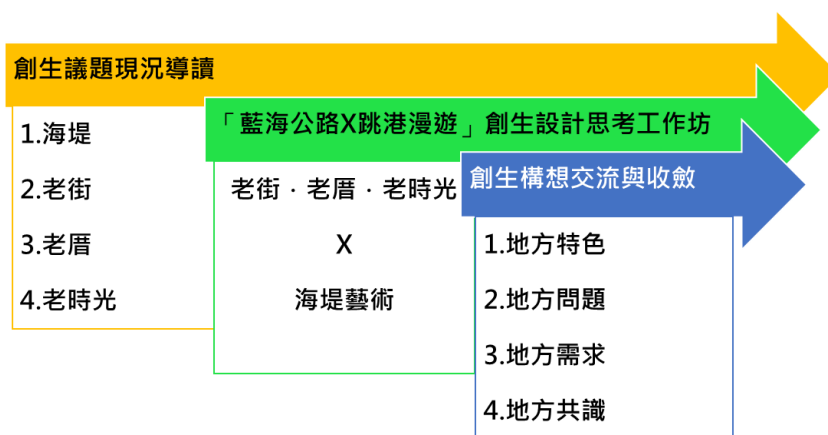 創生議題現況導讀
1.海堤
2.老街
3.老厝
4.老時光
「藍海公路X跳港漫遊」創生設計思考工作坊
老街．老厝．老時光
X
海堤藝術
創生構想交流與收斂
1.地方特色
2.地方問題
3.地方需求
4.地方共識